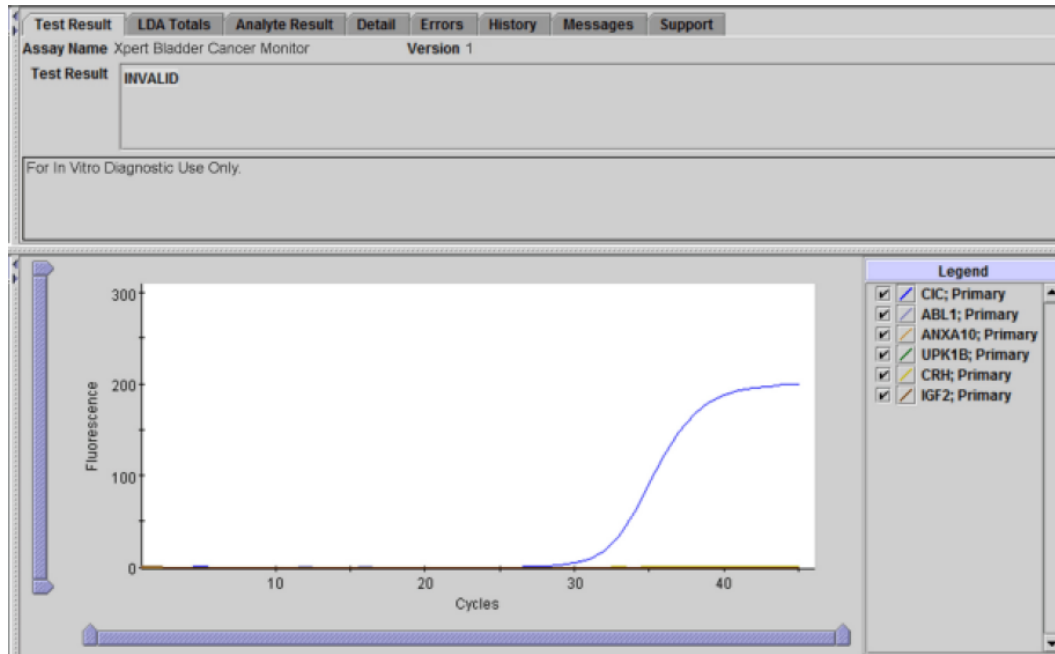 Test Result LDA Totals Analyte Result Detail Errors History Messages Support
Assay Name Xpert Bladder Cancer Monitor Version 1
Test Result INVALID
For In Vitro Diagnostic Use Only.
Legend
CIC; Primary
ABL1; Primary
ANXA10; Primary
UPK1B; Primary
CRH; Primary
IGF2; Primary
300
200
100
0
Fluorescence
10 20 30 40
Cycles